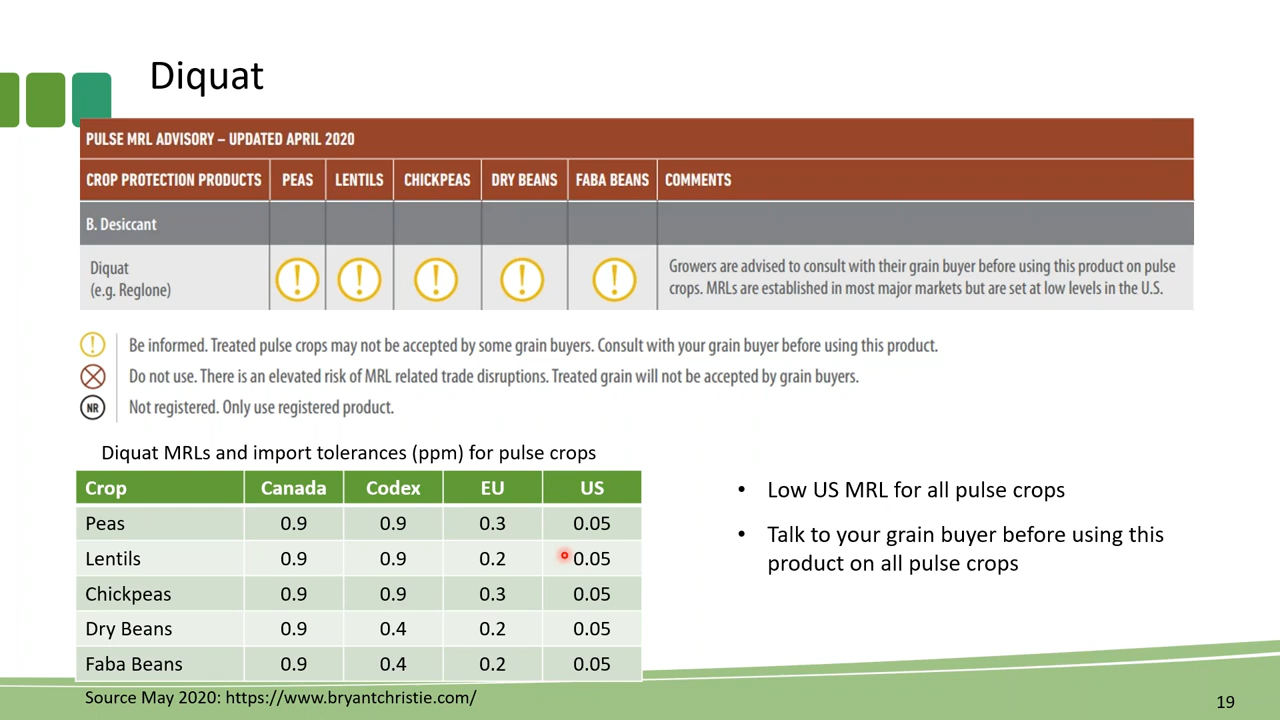 Diquat
PULSE MRL ADVISORY – UPDATED APRIL 2020
CROP PROTECTION PRODUCTS PEAS LENTILS CHICKPEAS DRY BEANS FABA BEANS COMMENTS
B. Desiccant
Diquat
(e.g. Reglone)
! ! ! ! !
Growers are advised to consult with their grain buyer before using this product on pulse
crops. MRLs are established in most major markets but are set at low levels in the U.S.
! Be informed. Treated pulse crops may not be accepted by some grain buyers. Consult with your grain buyer before using this product.
Do not use. There is an elevated risk of MRL related trade disruptions. Treated grain will not be accepted by grain buyers.
NR Not registered. Only use registered product.
Diquat MRLs and import tolerances (ppm) for pulse crops
Crop Canada Codex EU US
Peas 0.9 0.9 0.3 0.05
Lentils 0.9 0.9 0.2 0.05
Chickpeas 0.9 0.9 0.3 0.05
Dry Beans 0.9 0.4 0.2 0.05
Faba Beans 0.9 0.4 0.2 0.05
Source May 2020: https://www.bryantchristie.com/
• Low US MRL for all pulse crops
• Talk to your grain buyer before using this
product on all pulse crops
19